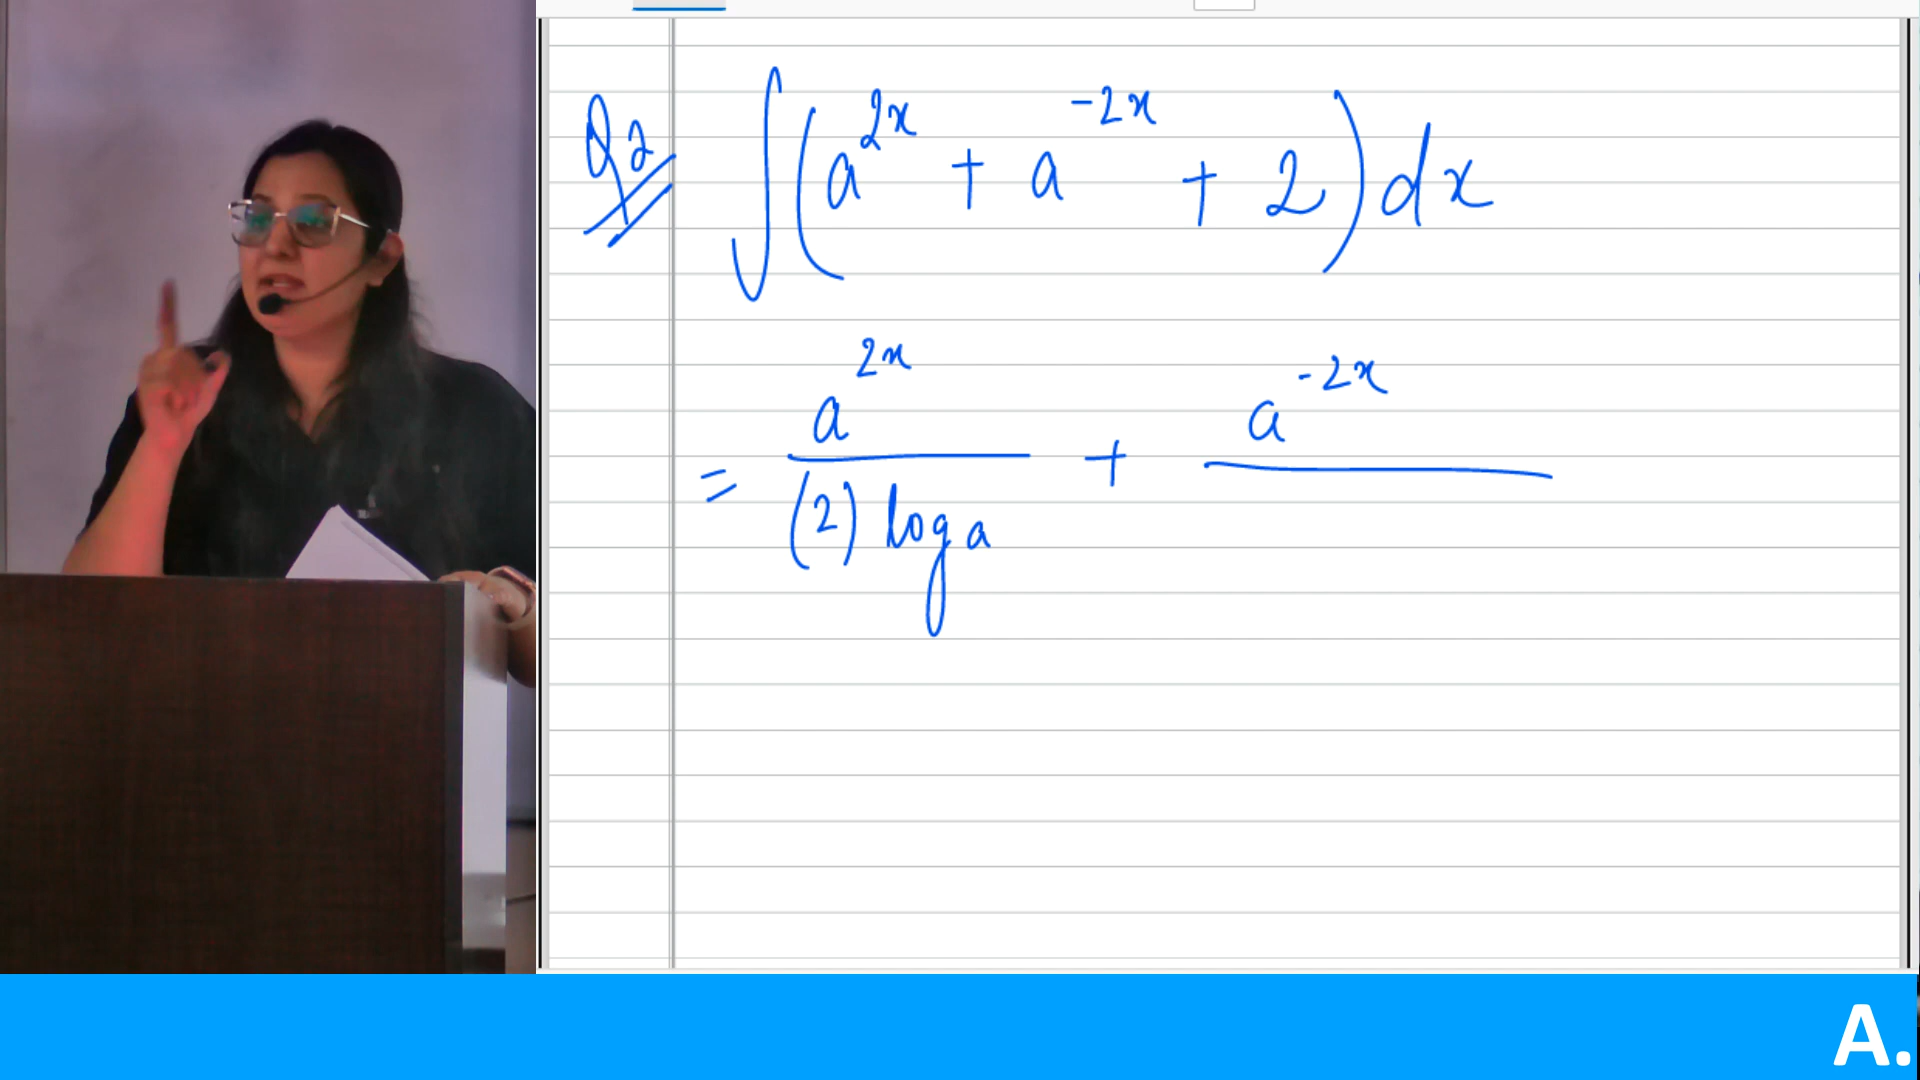 Q2 ∫(a^{2x} + a^{-2x} + 2) dx
= a^{2x}/((2) log a) + a^{-2x}/
A.